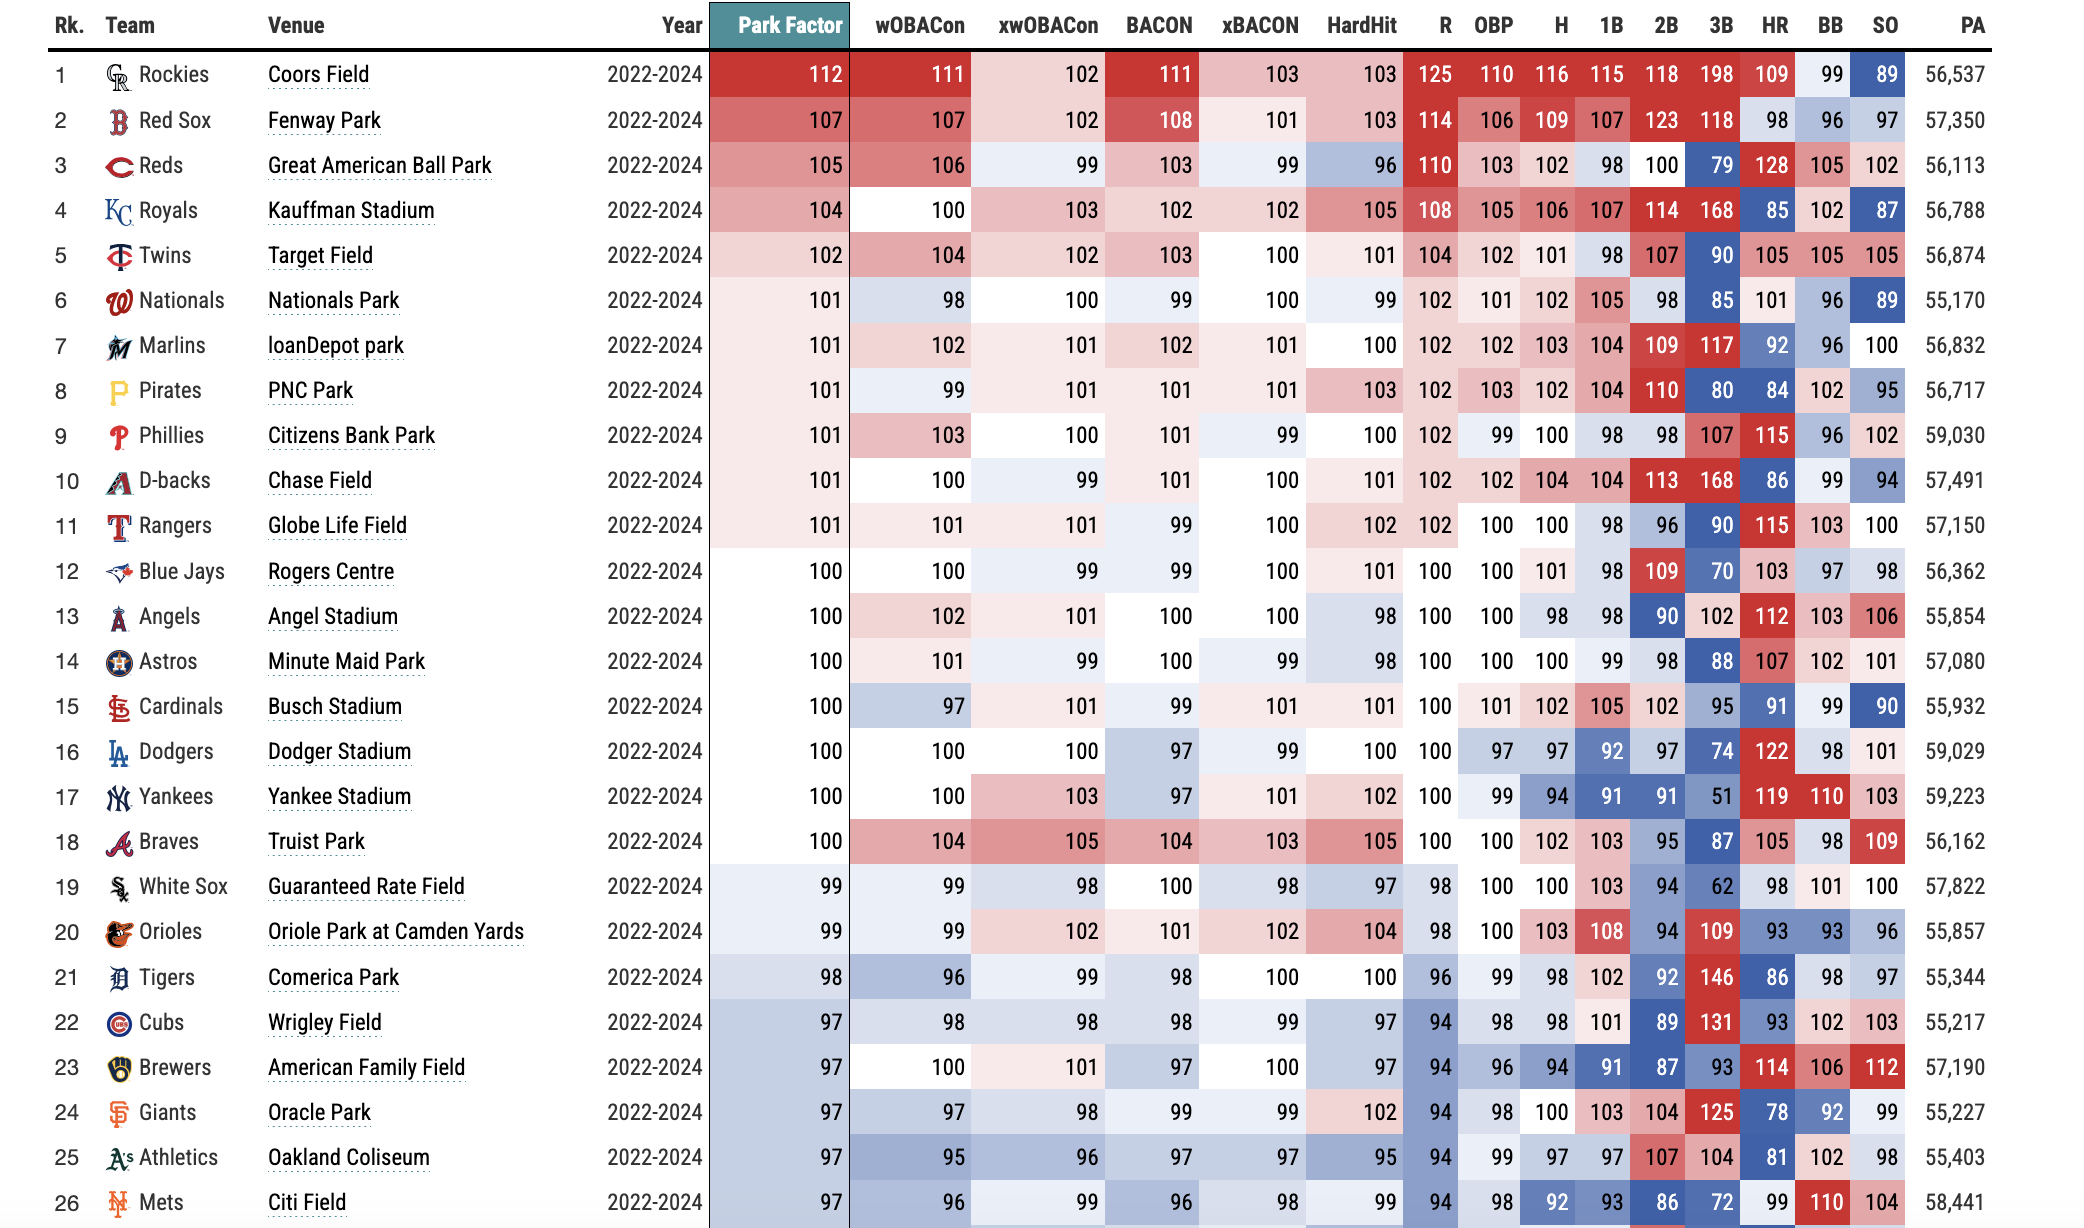 Rk. Team Venue Year Park Factor wOBACon xwOBACon BACON xBACON HardHit R OBP H 1B 2B 3B HR BB SO PA
1 Rockies Coors Field 2022-2024 112 111 102 111 103 103 125 110 116 115 118 198 109 99 89 56,537
2 Red Sox Fenway Park 2022-2024 107 107 102 108 101 103 114 106 109 107 123 118 98 96 97 57,350
3 Reds Great American Ball Park 2022-2024 105 106 99 103 99 96 110 103 102 98 100 79 128 105 102 56,113
4 Royals Kauffman Stadium 2022-2024 104 100 103 102 102 105 108 105 106 107 114 168 85 102 87 56,788
5 Twins Target Field 2022-2024 102 104 102 103 100 101 104 102 101 98 107 90 105 105 105 56,874
6 Nationals Nationals Park 2022-2024 101 98 100 99 100 99 102 101 102 105 98 85 101 96 89 55,170
7 Marlins loanDepot park 2022-2024 101 102 101 102 101 100 102 102 103 104 109 117 92 96 100 56,832
8 Pirates PNC Park 2022-2024 101 99 101 101 101 103 102 103 102 104 110 80 84 102 95 56,717
9 Phillies Citizens Bank Park 2022-2024 101 103 100 101 99 100 102 99 100 98 98 107 115 96 102 59,030
10 D-backs Chase Field 2022-2024 101 100 99 101 100 101 102 102 104 104 113 168 86 99 94 57,491
11 Rangers Globe Life Field 2022-2024 101 101 101 99 100 102 102 100 100 98 96 90 115 103 100 57,150
12 Blue Jays Rogers Centre 2022-2024 100 100 99 99 100 101 100 100 101 98 109 70 103 97 98 56,362
13 Angels Angel Stadium 2022-2024 100 102 101 100 100 98 100 100 98 98 90 102 112 103 106 55,854
14 Astros Minute Maid Park 2022-2024 100 101 99 100 99 98 100 100 100 99 98 88 107 102 101 57,080
15 Cardinals Busch Stadium 2022-2024 100 97 101 99 101 101 100 101 102 105 102 95 91 99 90 55,932
16 Dodgers Dodger Stadium 2022-2024 100 100 100 97 99 100 100 97 97 92 97 74 122 98 101 59,029
17 Yankees Yankee Stadium 2022-2024 100 100 103 97 101 102 100 99 94 91 91 51 119 110 103 59,223
18 Braves Truist Park 2022-2024 100 104 105 104 103 105 100 100 102 103 95 87 105 98 109 56,162
19 White Sox Guaranteed Rate Field 2022-2024 99 99 98 100 98 97 98 100 100 103 94 62 98 101 100 57,822
20 Orioles Oriole Park at Camden Yards 2022-2024 99 99 102 101 102 104 98 100 103 108 94 109 93 93 96 55,857
21 Tigers Comerica Park 2022-2024 98 96 99 98 100 100 96 99 98 102 92 146 86 98 97 55,344
22 Cubs Wrigley Field 2022-2024 97 98 98 98 99 97 94 98 98 101 89 131 93 102 103 55,217
23 Brewers American Family Field 2022-2024 97 100 101 97 100 97 94 96 94 91 87 93 114 106 112 57,190
24 Giants Oracle Park 2022-2024 97 97 98 99 99 102 94 98 100 103 104 125 78 92 99 55,227
25 Athletics Oakland Coliseum 2022-2024 97 95 96 97 97 95 94 99 97 97 107 104 81 102 98 55,403
26 Mets Citi Field 2022-2024 97 96 99 96 98 99 94 98 92 93 86 72 99 110 104 58,441